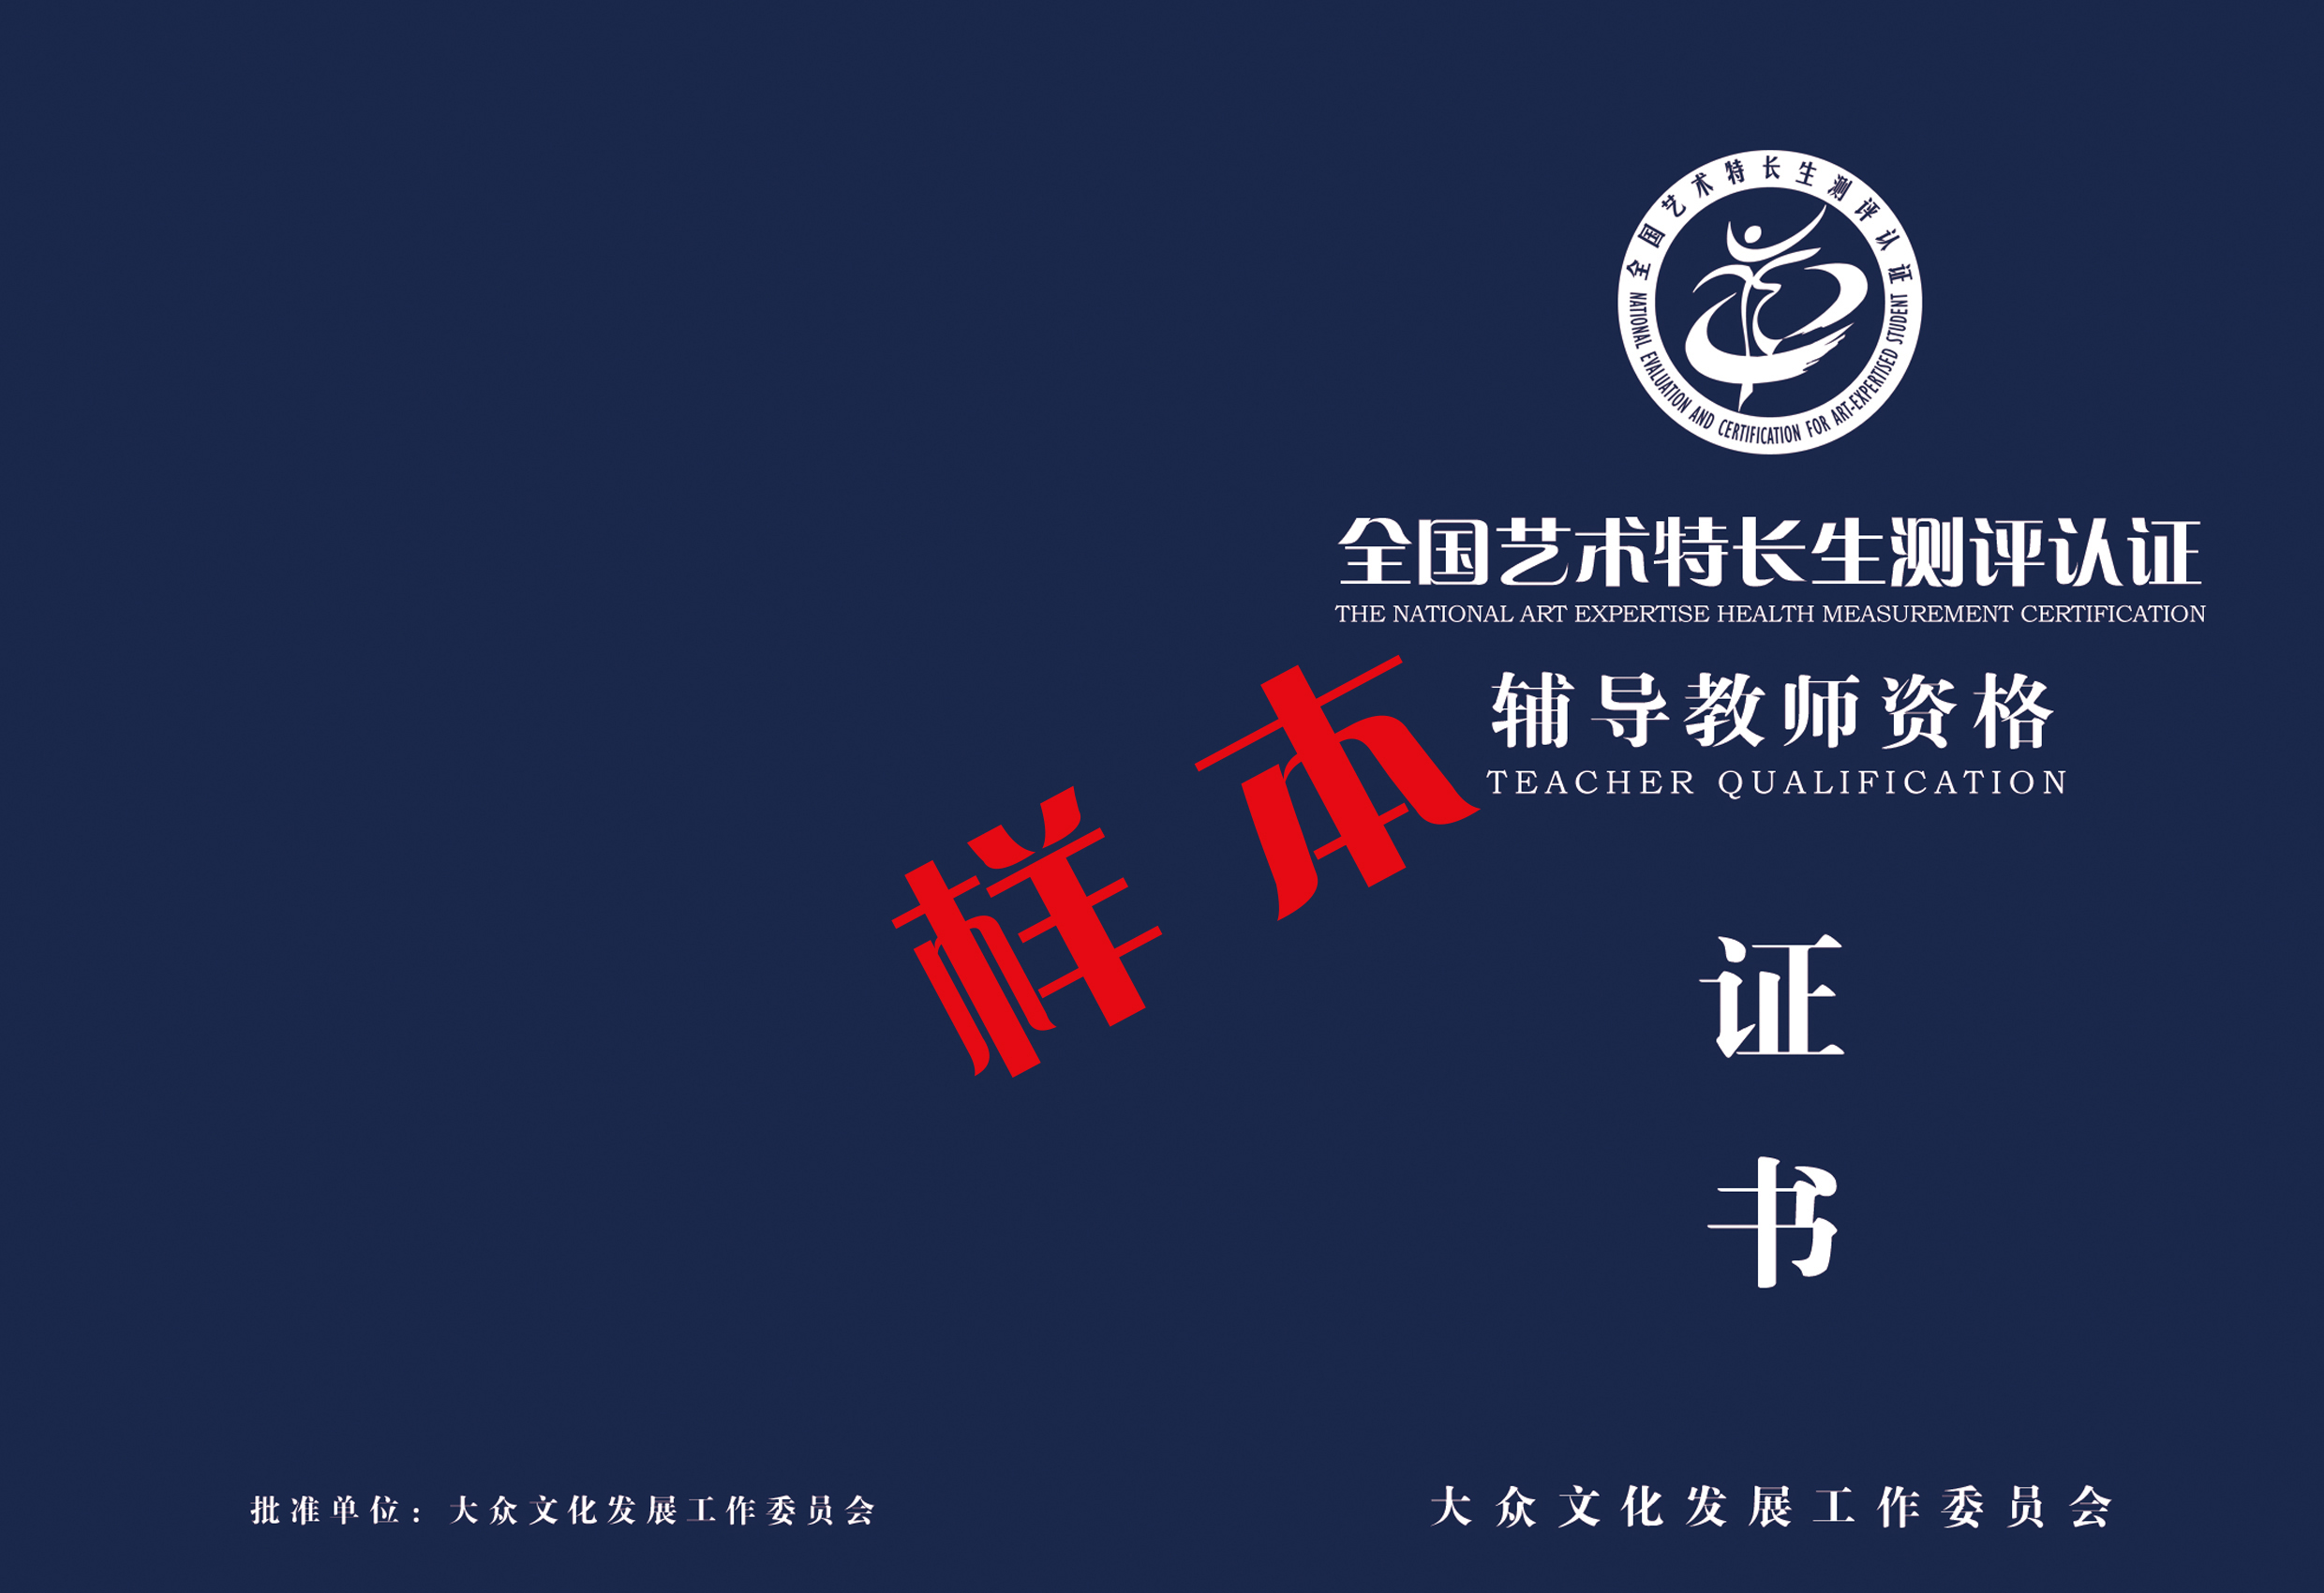 全国艺术特长生测评认证
NATIONAL EVALUATION AND CERTIFICATION FOR ART-EXPERTISED STUDENT
全国艺术特长生测评认证
THE NATIONAL ART EXPERTISE HEALTH MEASUREMENT CERTIFICATION
辅导教师资格
TEACHER QUALIFICATION
样本
证
书
批准单位：大众文化发展工作委员会
大众文化发展工作委员会